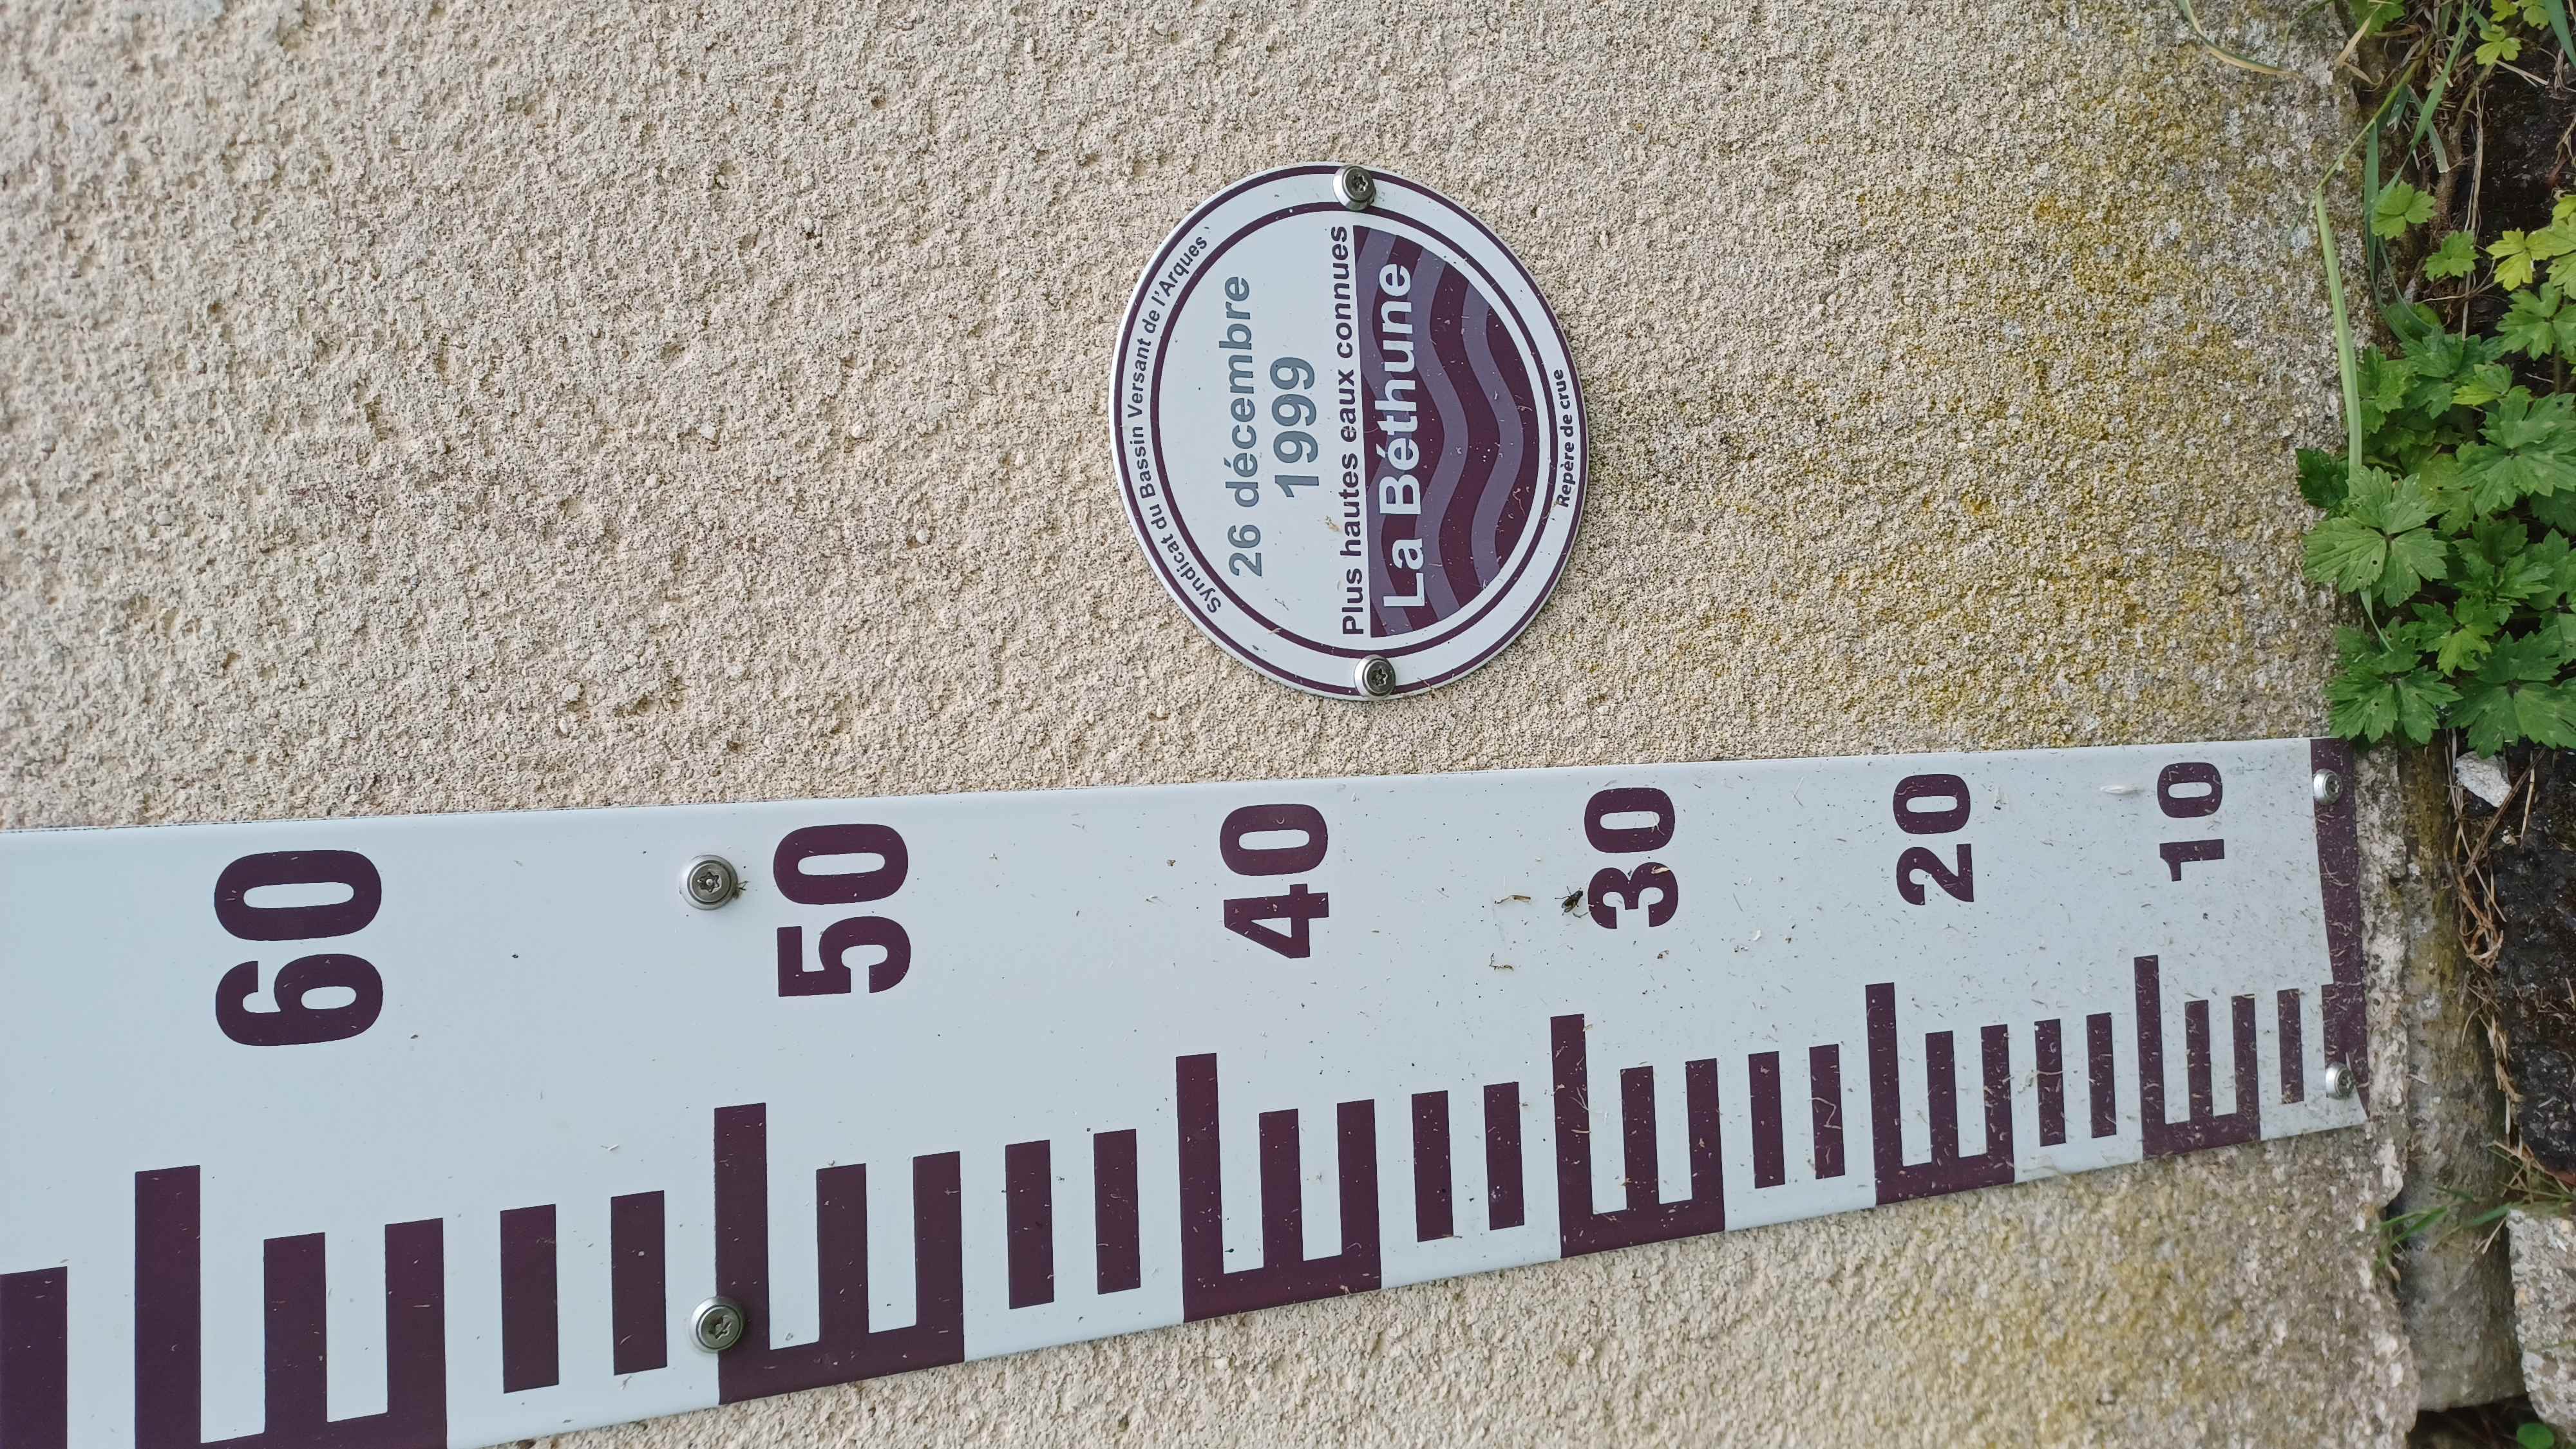 Syndicat du Bassin Versant de l'Arques
26 décembre
1999
Plus hautes eaux connues
La Béthune
Repère de crue
60
50
40
30
20
10